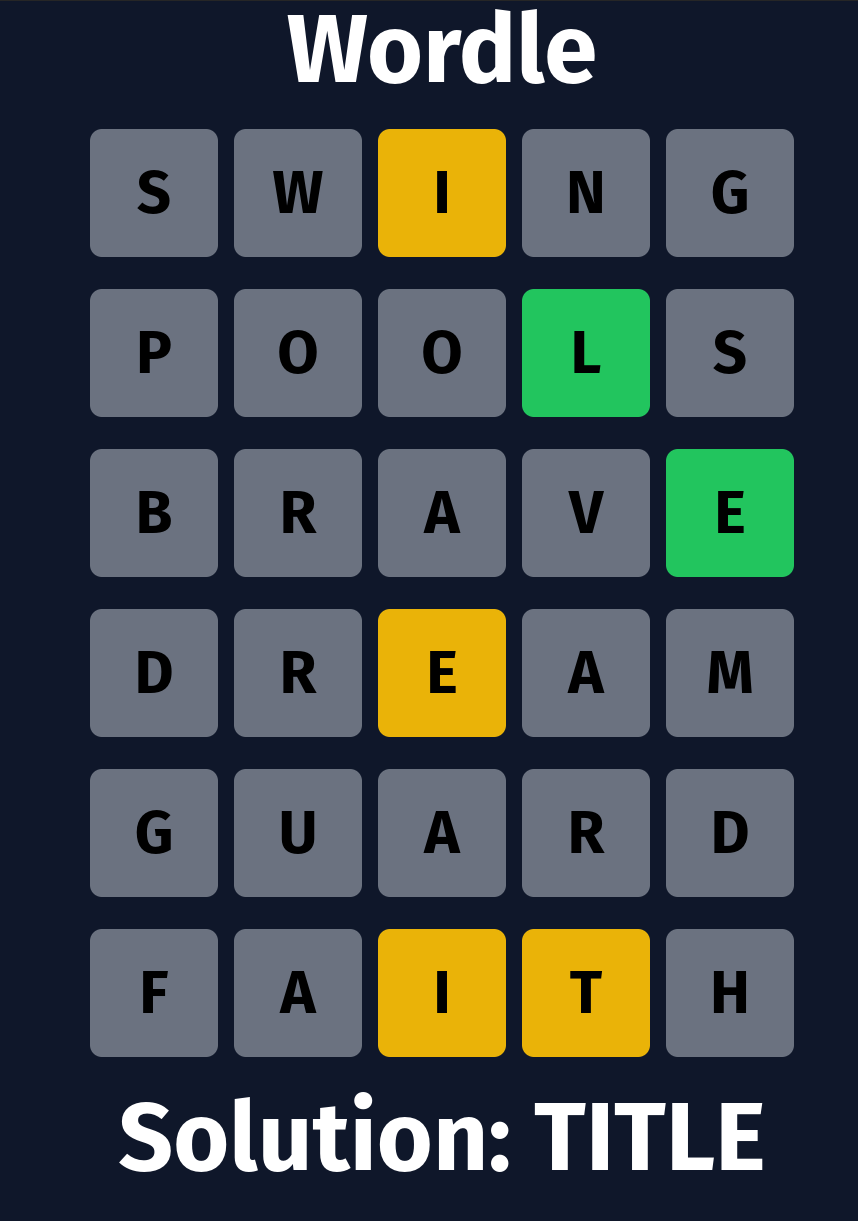 Wordle
S W I N G
P O O L S
B R A V E
D R E A M
G U A R D
F A I T H
Solution: TITLE